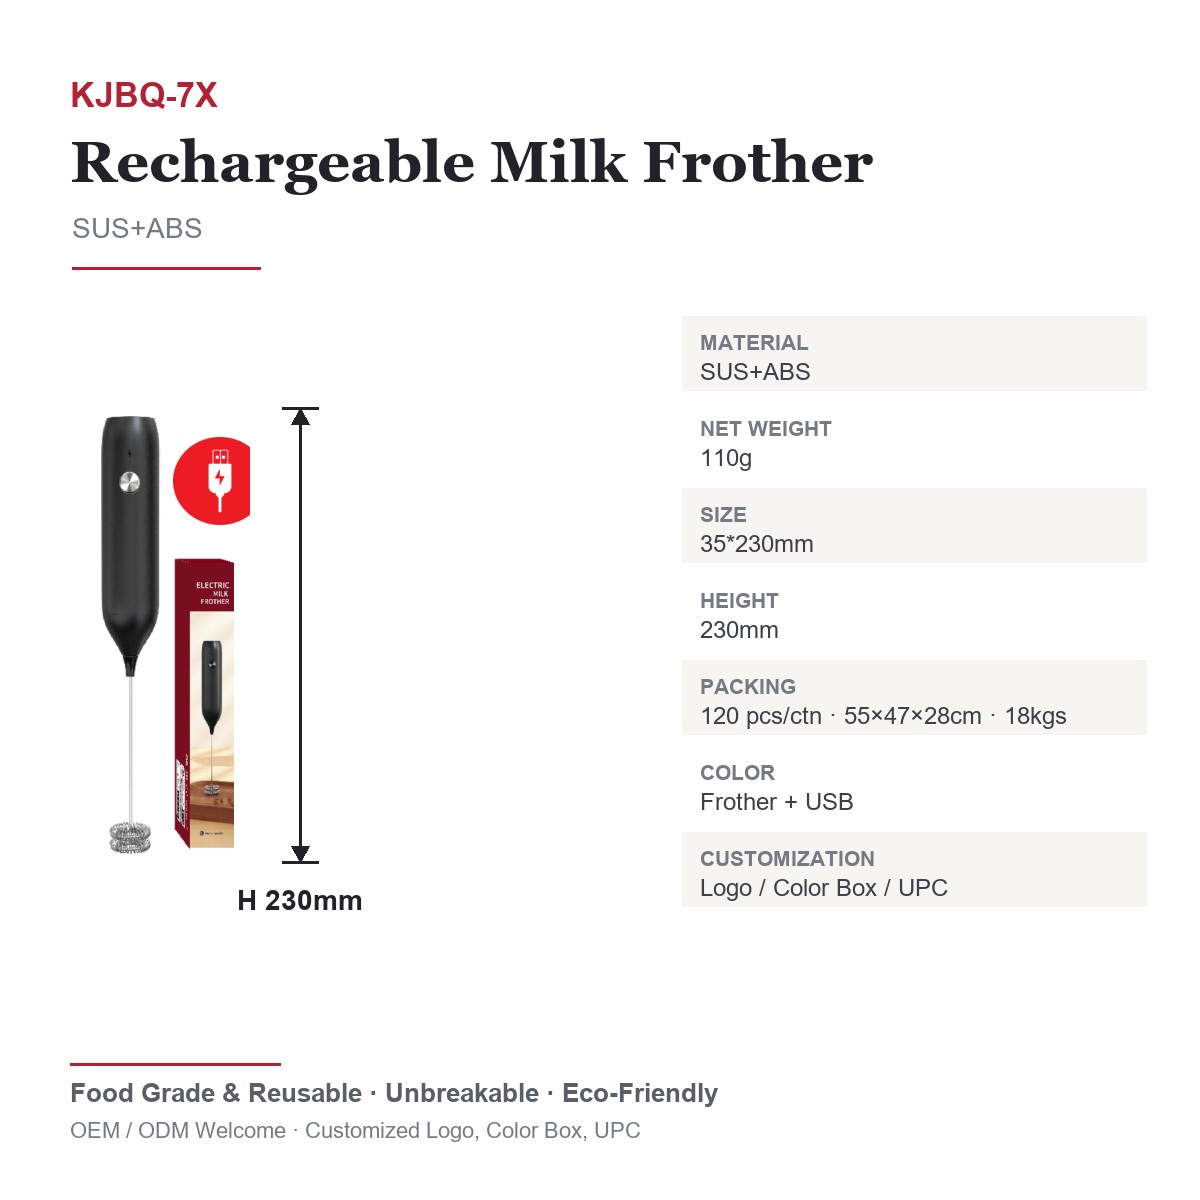 KJBQ-7X
Rechargeable Milk Frother
SUS+ABS
MATERIAL
SUS+ABS
NET WEIGHT
110g
SIZE
35*230mm
HEIGHT
230mm
PACKING
120 pcs/ctn · 55×47×28cm · 18kgs
COLOR
Frother + USB
CUSTOMIZATION
Logo / Color Box / UPC
ELECTRIC
MILK
FROTHER
H 230mm
Food Grade & Reusable · Unbreakable · Eco-Friendly
OEM / ODM Welcome · Customized Logo, Color Box, UPC